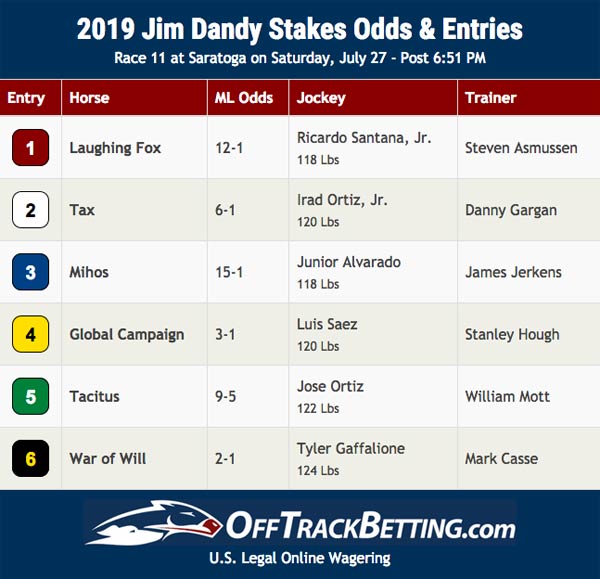 2019 Jim Dandy Stakes Odds & Entries
Race 11 at Saratoga on Saturday, July 27 - Post 6:51 PM
Entry Horse ML Odds Jockey Trainer
1 Laughing Fox 12-1 Ricardo Santana, Jr. Steven Asmussen
118 Lbs
2 Tax 6-1 Irad Ortiz, Jr. Danny Gargan
120 Lbs
3 Mihos 15-1 Junior Alvarado James Jerkens
118 Lbs
4 Global Campaign 3-1 Luis Saez Stanley Hough
120 Lbs
5 Tacitus 9-5 Jose Ortiz William Mott
122 Lbs
6 War of Will 2-1 Tyler Gaffalione Mark Casse
124 Lbs
OFFTRACKBETTING.com
U.S. Legal Online Wagering